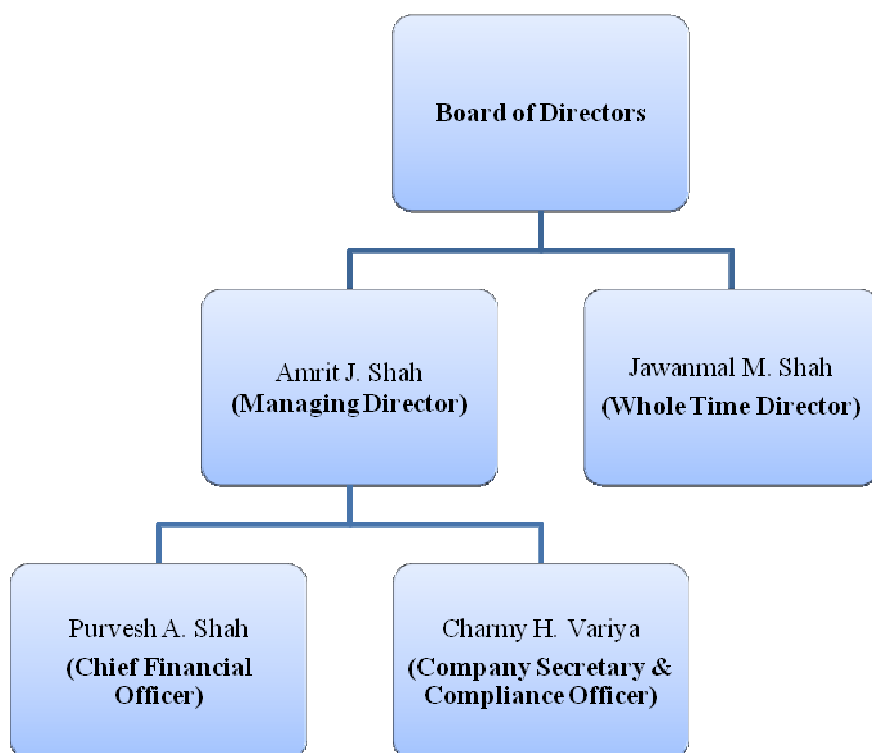 Board of Directors
Amrit J. Shah
(Managing Director)
Jawanmal M. Shah
(Whole Time Director)
Purvesh A. Shah
(Chief Financial
Officer)
Charmy H. Variya
(Company Secretary &
Compliance Officer)